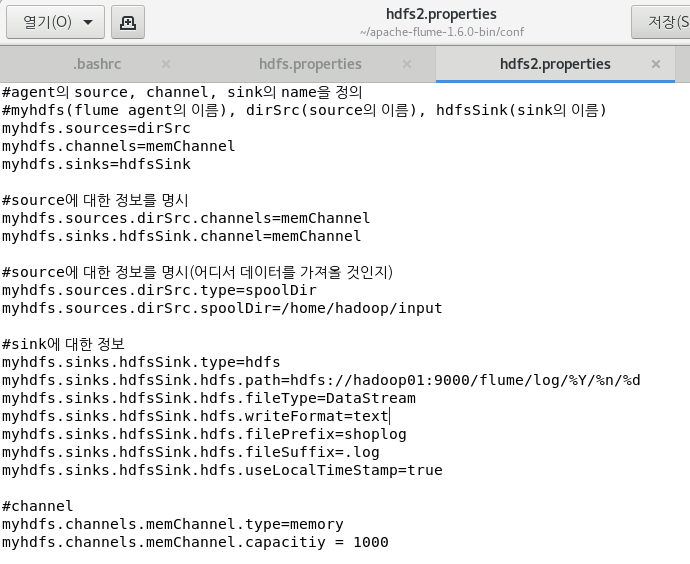 열기(O)
hdfs2.properties
~/apache-flume-1.6.0-bin/conf
저장(S
.bashrc × hdfs.properties × hdfs2.properties ×
#agent의 source, channel, sink의 name을 정의
#myhdfs(flume agent의 이름), dirSrc(source의 이름), hdfsSink(sink의 이름)
myhdfs.sources=dirSrc
myhdfs.channels=memChannel
myhdfs.sinks=hdfsSink
#source에 대한 정보를 명시
myhdfs.sources.dirSrc.channels=memChannel
myhdfs.sinks.hdfsSink.channel=memChannel
#source에 대한 정보를 명시(어디서 데이터를 가져올 것인지)
myhdfs.sources.dirSrc.type=spoolDir
myhdfs.sources.dirSrc.spoolDir=/home/hadoop/input
#sink에 대한 정보
myhdfs.sinks.hdfsSink.type=hdfs
myhdfs.sinks.hdfsSink.hdfs.path=hdfs://hadoop01:9000/flume/log/%Y/%n/%d
myhdfs.sinks.hdfsSink.hdfs.fileType=DataStream
myhdfs.sinks.hdfsSink.hdfs.writeFormat=text
myhdfs.sinks.hdfsSink.hdfs.filePrefix=shoplog
myhdfs.sinks.hdfsSink.hdfs.fileSuffix=.log
myhdfs.sinks.hdfsSink.hdfs.useLocalTimeStamp=true
#channel
myhdfs.channels.memChannel.type=memory
myhdfs.channels.memChannel.capacitiy = 1000